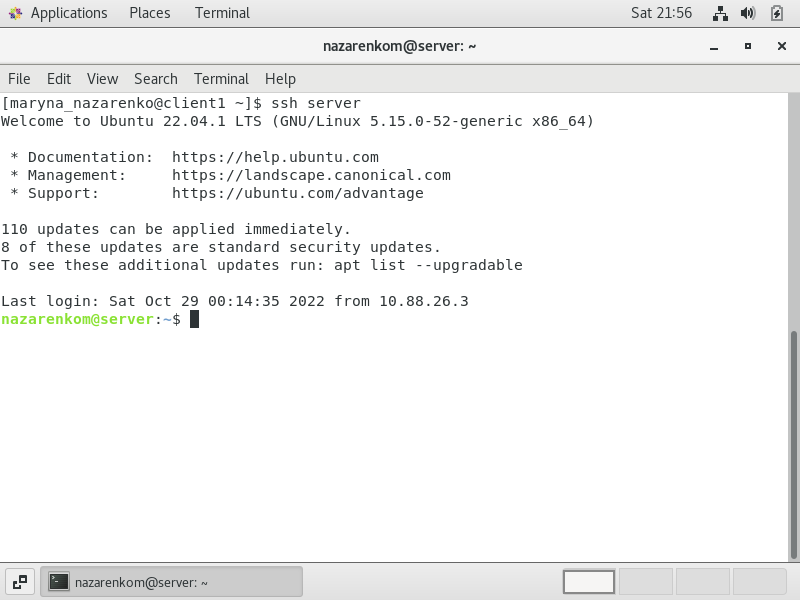 Applications Places Terminal Sat 21:56
nazarenkom@server: ~
File Edit View Search Terminal Help
[maryna_nazarenko@client1 ~]$ ssh server
Welcome to Ubuntu 22.04.1 LTS (GNU/Linux 5.15.0-52-generic x86_64)
* Documentation: https://help.ubuntu.com
* Management: https://landscape.canonical.com
* Support: https://ubuntu.com/advantage
110 updates can be applied immediately.
8 of these updates are standard security updates.
To see these additional updates run: apt list --upgradable
Last login: Sat Oct 29 00:14:35 2022 from 10.88.26.3
nazarenkom@server:~$
nazarenkom@server: ~